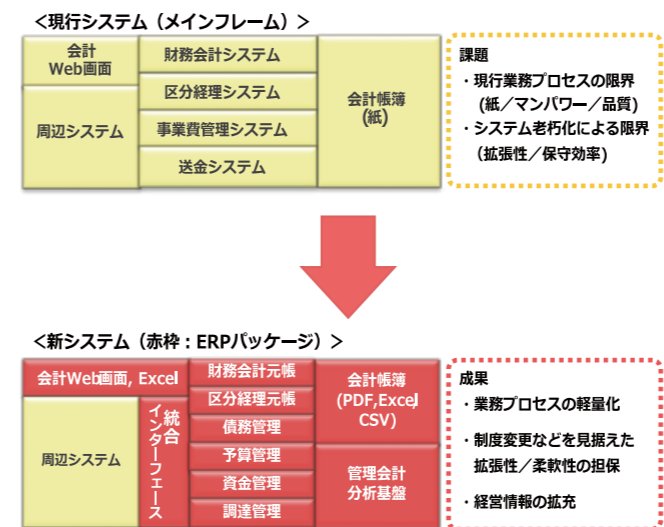 ＜現行システム（メインフレーム）＞
会計
Web画面
周辺システム
財務会計システム
区分経理システム
事業費管理システム
送金システム
会計帳簿
(紙)
課題
・現行業務プロセスの限界
(紙／マンパワー／品質)
・システム老朽化による限界
（拡張性／保守効率)
＜新システム（赤枠：ERPパッケージ）＞
会計Web画面, Excel
周辺システム
統合
インターフェース
財務会計元帳
区分経理元帳
債務管理
予算管理
資金管理
調達管理
会計帳簿
(PDF,Excel,
CSV)
管理会計
分析基盤
成果
・業務プロセスの軽量化
・制度変更などを見据えた
拡張性／柔軟性の担保
・経営情報の拡充